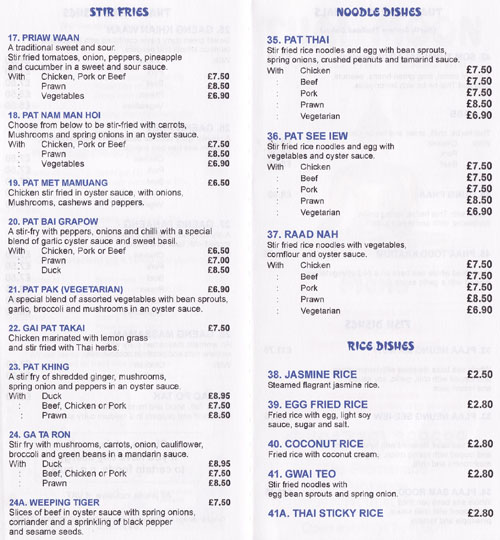 STIR FRIES
17. PRIAW WAAN
A traditional sweet and sour.
Stir fried tomatoes, onion, peppers, pineapple
and cucumber in a sweet and sour sauce.
With Chicken, Pork or Beef £7.50
: Prawn £8.50
: Vegetables £6.90
18. PAT NAM MAN HOI
Choose from below to be stir-fried with carrots,
Mushrooms and spring onions in an oyster sauce.
With Chicken, Pork or Beef £7.50
: Prawn £8.50
: Vegetables £6.90
19. PAT MET MAMUANG £6.50
Chicken stir fried in oyster sauce, with onions,
Mushrooms, cashews and peppers.
20. PAT BAI GRAPOW
A stir-fry with peppers, onions and chilli with a special
blend of garlic oyster sauce and sweet basil.
With Chicken, Pork or Beef £6.50
: Prawn £7.00
: Duck £8.50
21. PAT PAK (VEGETARIAN) £6.90
A special blend of assorted vegetables with bean sprouts,
garlic, broccoli and mushrooms in an oyster sauce.
22. GAI PAT TAKAI £7.50
Chicken marinated with lemon grass
and stir fried with Thai herbs.
23. PAT KHING
A stir fry of shredded ginger, mushrooms,
spring onion and peppers in an oyster sauce.
With Duck £8.95
: Beef, Chicken or Pork £7.50
: Prawn £8.50
24. GA TA RON
Stir fry with mushrooms, carrots, onion, cauliflower,
broccoli and green beans in a mandarin sauce.
With Duck £8.95
: Beef, Chicken or Pork £7.50
: Prawn £8.50
24A. WEEPING TIGER £7.50
Slices of beef in oyster sauce with spring onions,
corriander and a sprinkling of black pepper
and sesame seeds.
NOODLE DISHES
35. PAT THAI
Stir fried rice noodles and egg with bean sprouts,
spring onions, crushed peanuts and tamarind sauce.
With Chicken £7.50
: Beef £7.50
: Pork £7.50
: Prawn £8.50
: Vegetarian £6.90
36. PAT SEE IEW
Stir fried rice noodles and egg with
vegetables and oyster sauce.
With Chicken £7.50
: Beef £7.50
: Pork £7.50
: Prawn £8.50
: Vegetarian £6.90
37. RAAD NAH
Stir fried rice noodles with vegetables,
cornflour and oyster sauce.
With Chicken £7.50
: Beef £7.50
: Pork £7.50
: Prawn £8.50
: Vegetarian £6.90
RICE DISHES
38. JASMINE RICE £2.50
Steamed flagrant jasmine rice.
39. EGG FRIED RICE £2.80
Fried rice with egg, light soy
sauce, sugar and salt.
40. COCONUT RICE £2.80
Fried rice with coconut cream.
41. GWAI TEO £2.80
Stir fried noodles with
egg bean sprouts and spring onion.
41A. THAI STICKY RICE £2.80